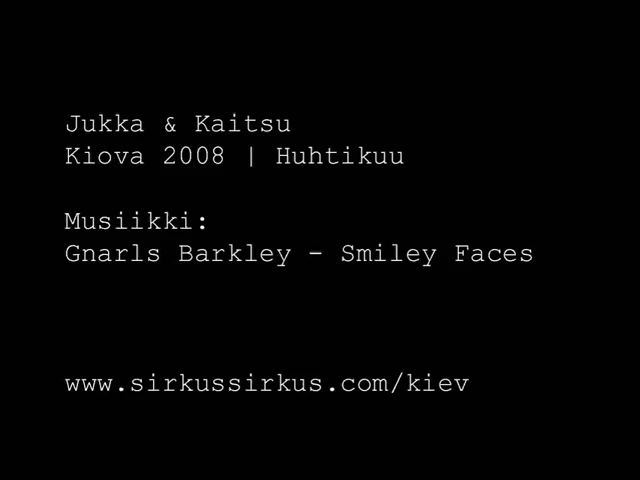 Jukka & Kaitsu
Kiova 2008 | Huhtikuu
Musiikki:
Gnarls Barkley - Smiley Faces
www.sirkussirkus.com/kiev